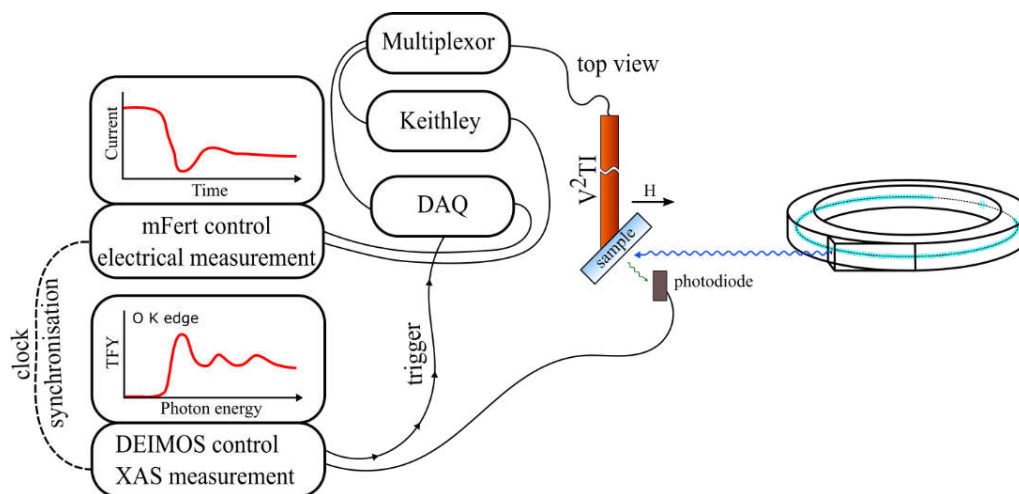 Multiplexor
top view
Keithley
Current
Time
V²TI
H
DAQ
sample
mFert control
electrical measurement
photodiode
clock
synchronisation
O K edge
TFY
Photon energy
trigger
DEIMOS control
XAS measurement